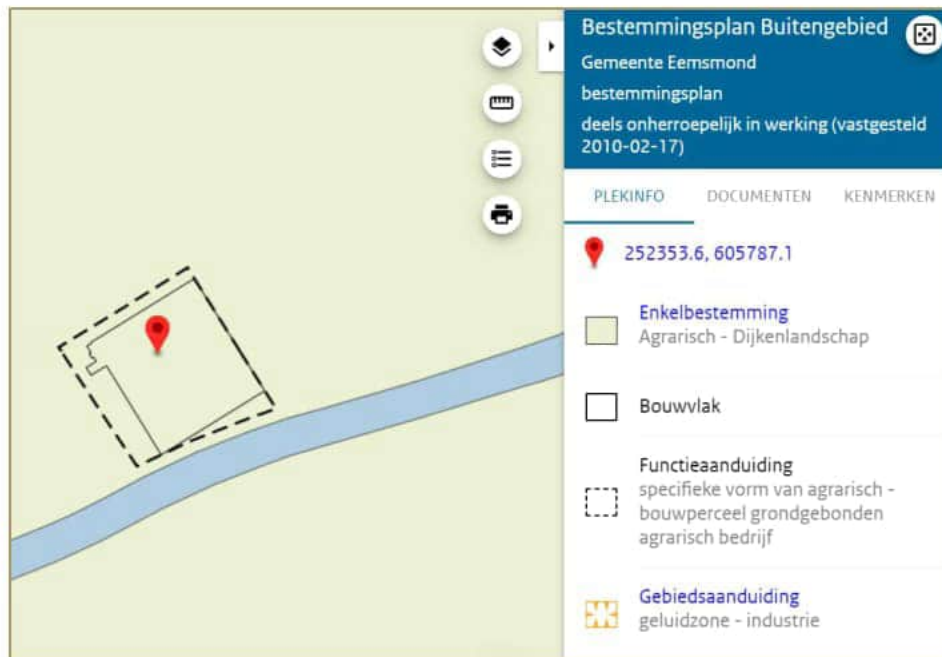 Bestemmingsplan Buitengebied
Gemeente Eemsmond
bestemmingsplan
deels onherroepelijk in werking (vastgesteld
2010-02-17)
PLEKINFO DOCUMENTEN KENMERKEN
252353.6, 605787.1
Enkelbestemming
Agrarisch - Dijkenlandschap
Bouwvlak
Functieaanduiding
specifieke vorm van agrarisch -
bouwperceel grondgebonden
agrarisch bedrijf
Gebiedsaanduiding
geluidzone - industrie